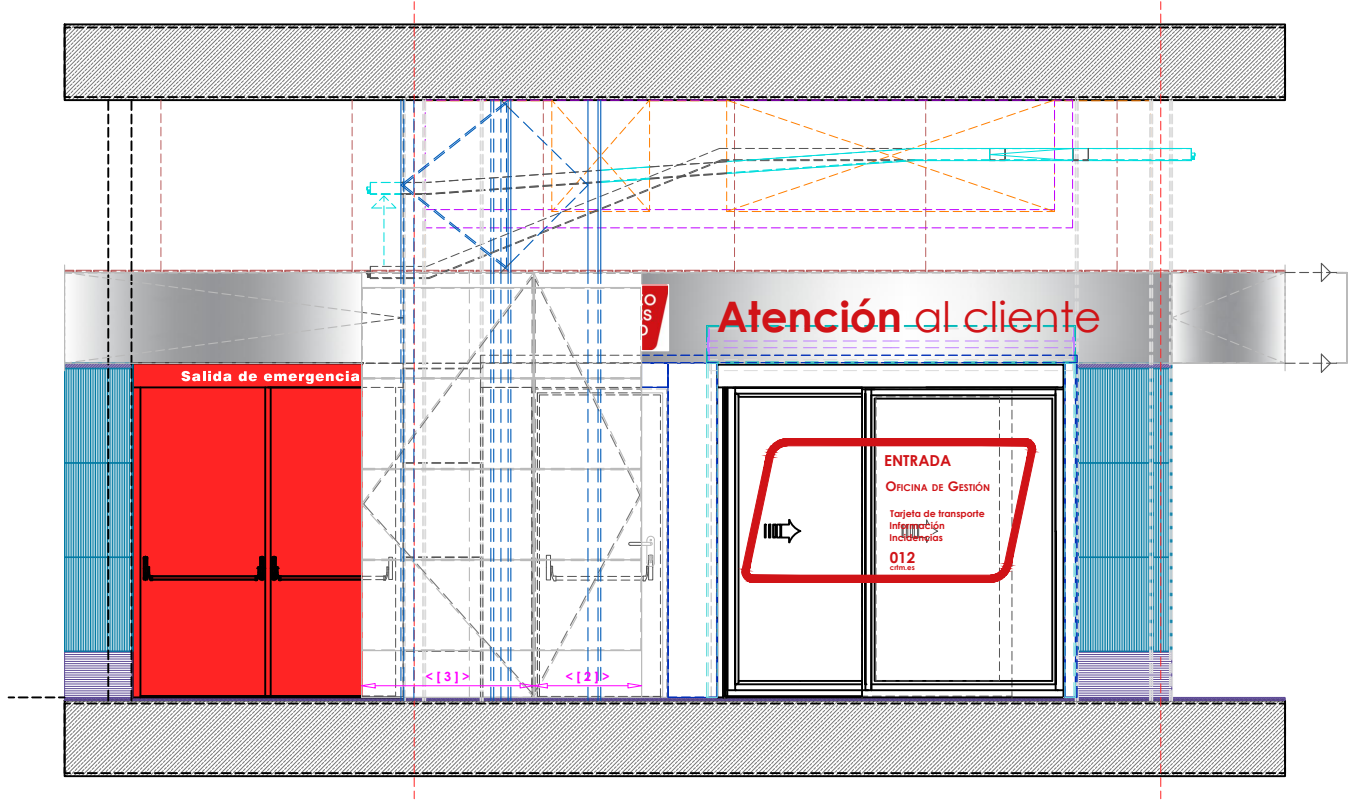 O
S
O
Atención al cliente
Salida de emergencia
ENTRADA
OFICINA DE GESTIÓN
Tarjeta de transporte
Información
Incidencias
012
crtm.es
<[3]>
<[2]>